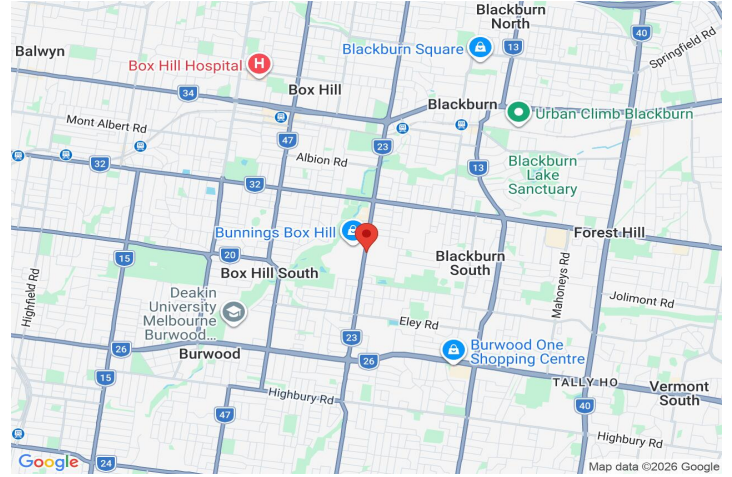 Blackburn
North
40
Springfield Rd
Balwyn
Blackburn Square
13
Box Hill Hospital
H
Box Hill
34
Blackburn
Urban Climb Blackburn
Mont Albert Rd
47
23
Albion Rd
13
Blackburn
Lake
Sanctuary
32
32
Bunnings Box Hill
Forest Hill
15
20
Box Hill South
Blackburn
South
Mahoneys Rd
Highfield Rd
Deakin
University
Melbourne
Burwood...
Jolimont Rd
Eley Rd
23
26
Burwood
26
Burwood One
Shopping Centre
15
TALLY HO
Vermont
South
Highbury Rd
47
40
Highbury Rd
24
Google
Map data ©2026 Google